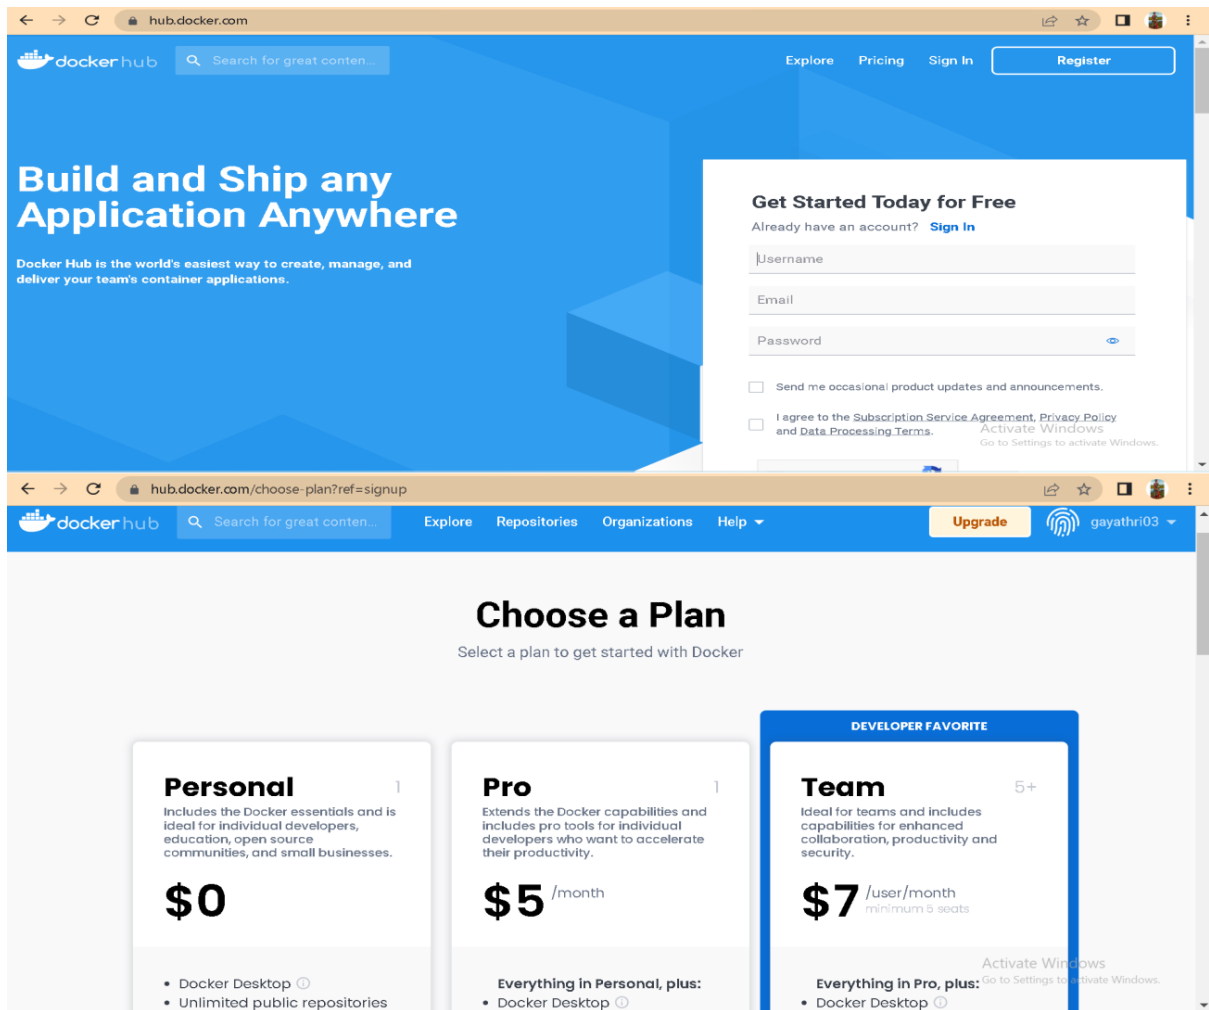 hub.docker.com
docker hub
Search for great conten...
Explore Pricing Sign In Register
Build and Ship any
Application Anywhere
Docker Hub is the world's easiest way to create, manage, and
deliver your team's container applications.
Get Started Today for Free
Already have an account? Sign In
Username
Email
Password
Send me occasional product updates and announcements.
I agree to the Subscription Service Agreement, Privacy Policy
and Data Processing Terms.
Activate Windows
Go to Settings to activate Windows.
hub.docker.com/choose-plan?ref=signup
docker hub
Search for great conten...
Explore Repositories Organizations Help
Upgrade
gayathri03
Choose a Plan
Select a plan to get started with Docker
Personal 1
Includes the Docker essentials and is
ideal for individual developers,
education, open source
communities, and small businesses.
$0
• Docker Desktop
• Unlimited public repositories
Pro 1
Extends the Docker capabilities and
includes pro tools for individual
developers who want to accelerate
their productivity.
$5 /month
Everything in Personal, plus:
• Docker Desktop
DEVELOPER FAVORITE
Team 5+
Ideal for teams and includes
capabilities for enhanced
collaboration, productivity and
security.
$7 /user/month
minimum 5 seats
Everything in Pro, plus:
• Docker Desktop
Activate Windows
Go to Settings to activate Windows.